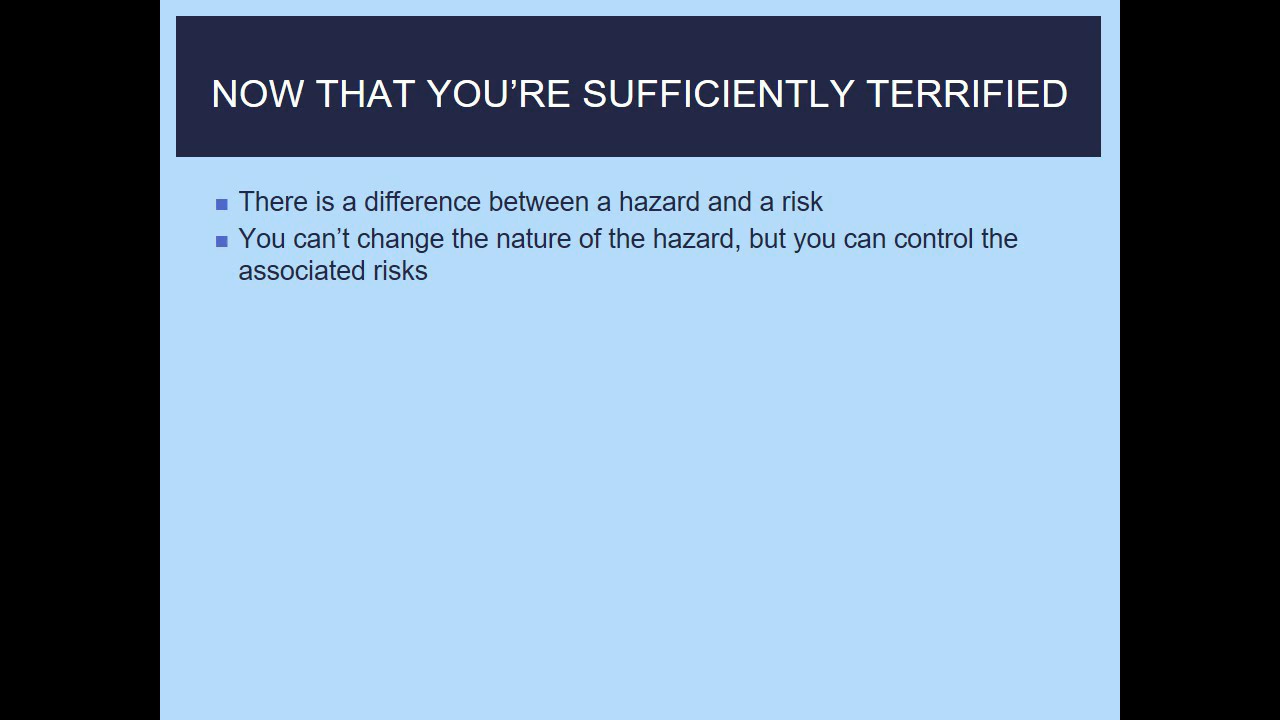 NOW THAT YOU’RE SUFFICIENTLY TERRIFIED
There is a difference between a hazard and a risk
You can’t change the nature of the hazard, but you can control the
associated risks